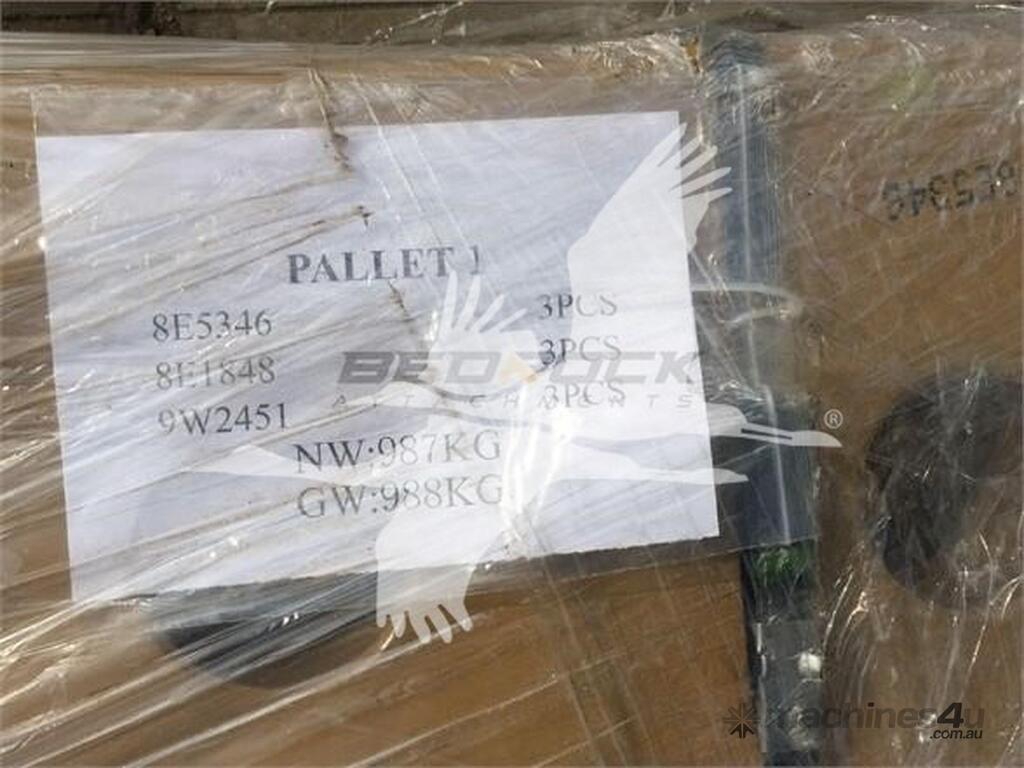 PALLET 1
8E5346 3PCS
8E1848 3PCS
9W2451 3PCS
NW:987KG
GW:988KG
8E5346
BEDROCK
ATTACHMENTS
®
machines4u
.com.au